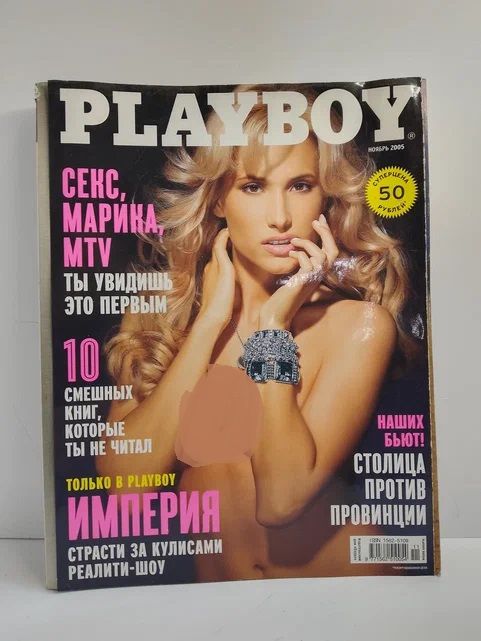 PLAYBOY
®
НОЯБРЬ 2005
СУПЕРЦЕНА
50
РУБЛЕЙ
СЕКС,
МАРИКА,
MTV
ТЫ УВИДИШЬ
ЭТО ПЕРВЫМ
10
СМЕШНЫХ
КНИГ,
КОТОРЫЕ
ТЫ НЕ ЧИТАЛ
ТОЛЬКО В PLAYBOY
ИМПЕРИЯ
СТРАСТИ ЗА КУЛИСАМИ
РЕАЛИТИ-ШОУ
НАШИХ
БЬЮТ!
СТОЛИЦА
ПРОТИВ
ПРОВИНЦИИ